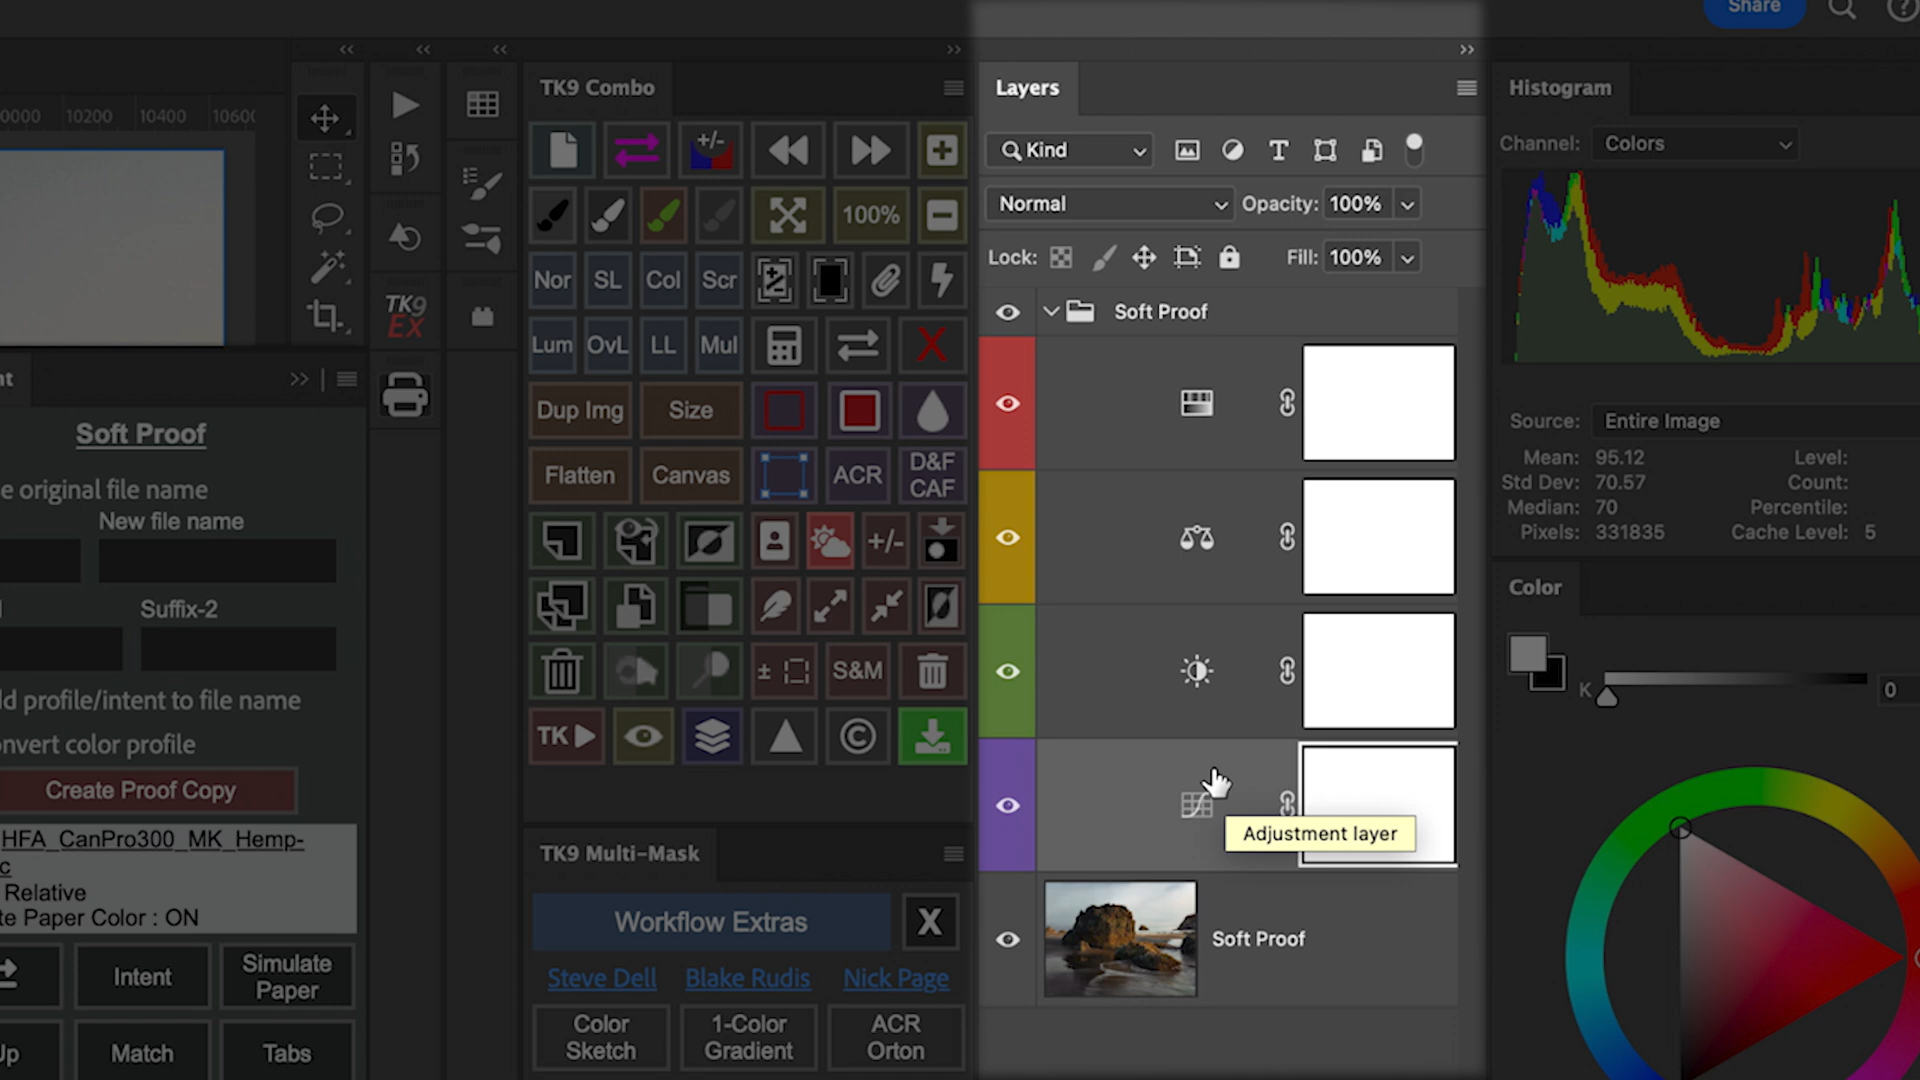 Share
0000 10200 10400 1060
nt
Soft Proof
e original file name
New file name
Suffix-2
d profile/intent to file name
nvert color profile
Create Proof Copy
HFA_CanPro300_MK_Hemp-
c
Relative
te Paper Color : ON
Intent
Simulate
Paper
Up
Match
Tabs
TK9
EX
TK9 Combo
+/-
100%
Nor SL Col Scr
Lum OvL LL Mul
Dup Img Size
Flatten Canvas ACR D&F
CAF
+/-
S&M
TK
TK9 Multi-Mask
Workflow Extras X
Steve Dell Blake Rudis Nick Page
Color
Sketch
1-Color
Gradient
ACR
Orton
Layers
Kind
Normal Opacity: 100%
Lock: Fill: 100%
Soft Proof
Adjustment layer
Soft Proof
Histogram
Channel: Colors
Source: Entire Image
Mean: 95.12 Level:
Std Dev: 70.57 Count:
Median: 70 Percentile:
Pixels: 331835 Cache Level: 5
Color
K 0